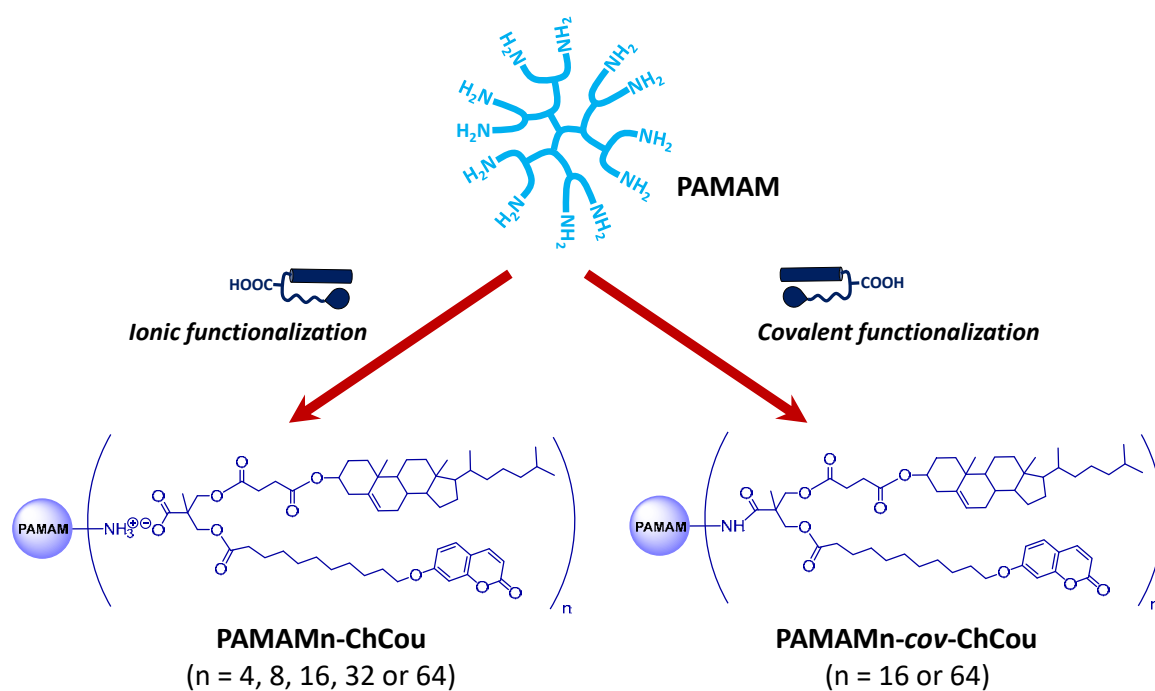 H2N
NH2
NH2
H2N
NH2
H2N
H2N
NH2
H2N
NH2
H2N
NH2
NH2
PAMAM
HOOC
COOH
Ionic functionalization
Covalent functionalization
PAMAM
NH3 ⊕ ⊖ O
O
O
O
O
O
O
O
O
O
O
n
PAMAM
NH
O
O
O
O
O
O
O
O
O
O
n
PAMAMn-ChCou
(n = 4, 8, 16, 32 or 64)
PAMAMn-cov-ChCou
(n = 16 or 64)